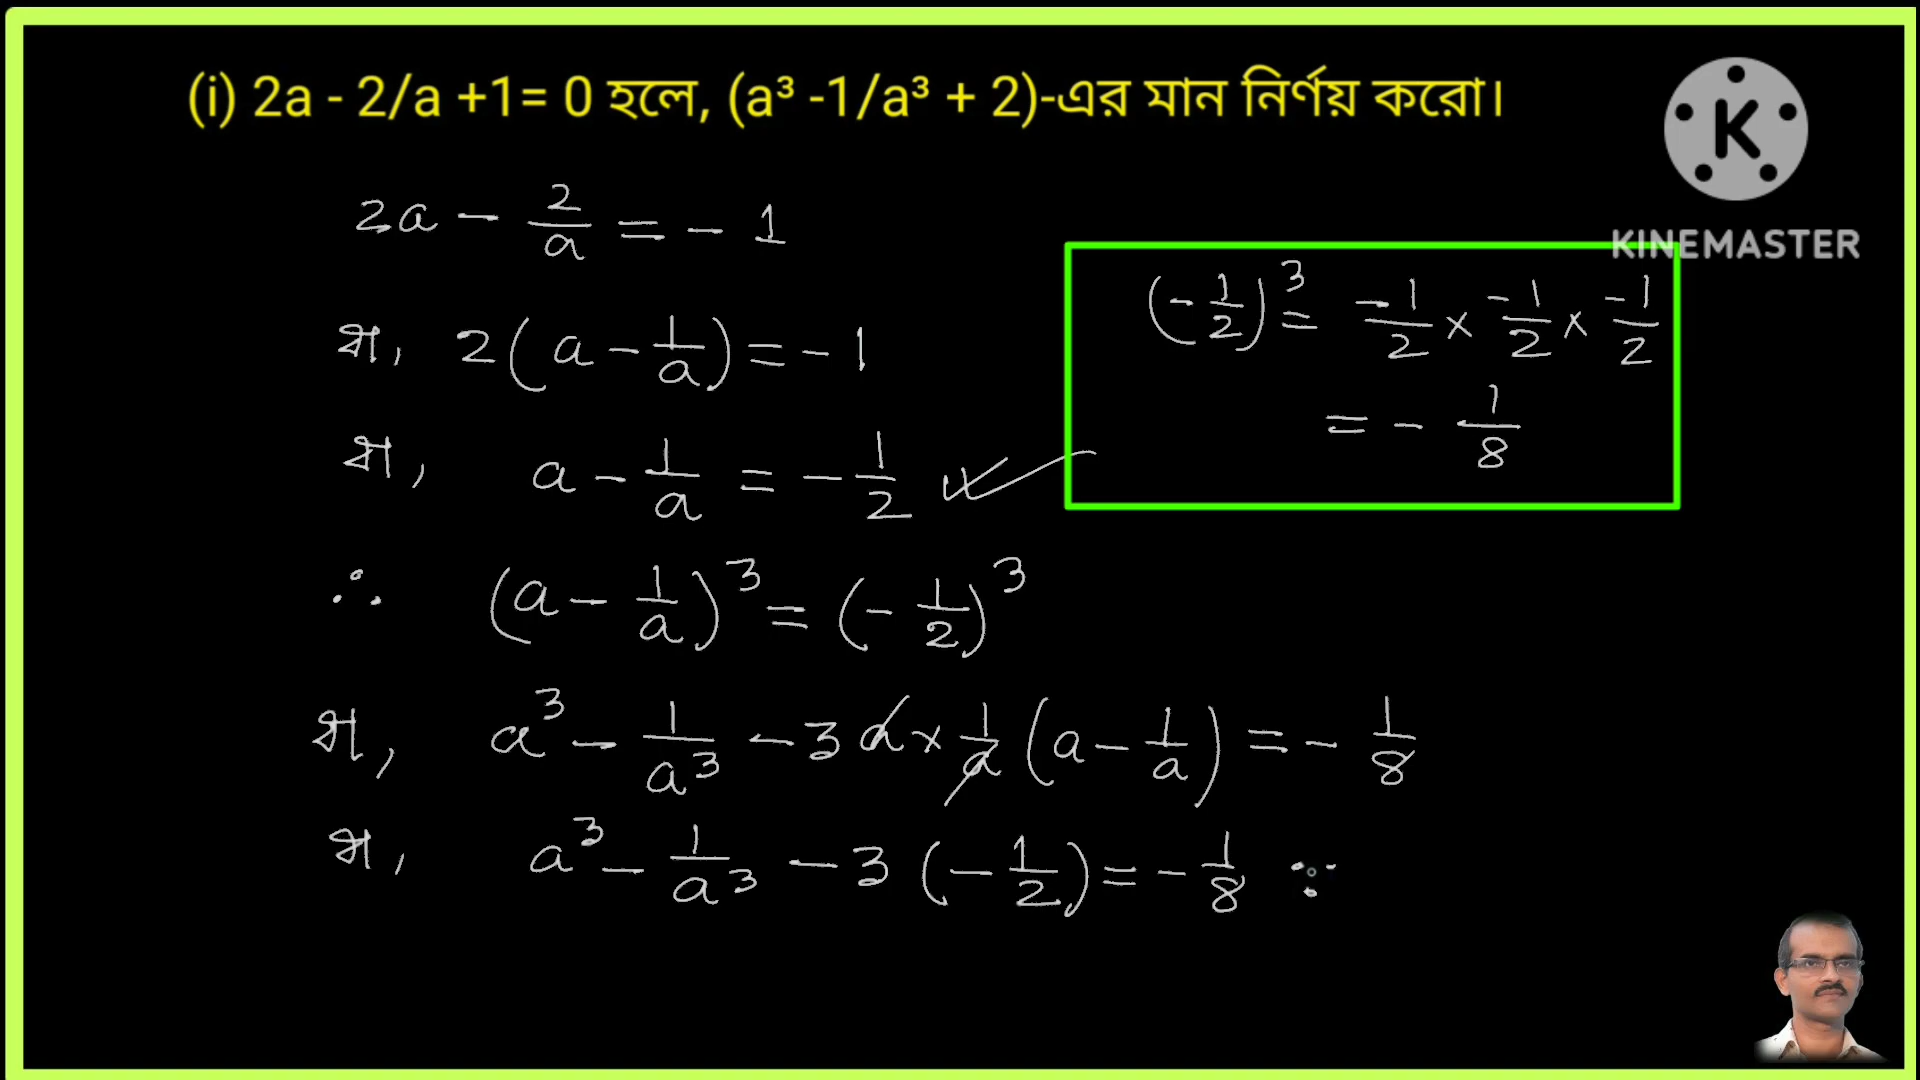 (i) 2a - 2/a +1= 0 হলে, (a³ -1/a³ + 2)-এর মান নির্ণয় করো।
K
KINEMASTER
2a - 2/a = - 1
বা, 2(a - 1/a) = - 1
বা, a - 1/a = - 1/2
∴ (a - 1/a)³ = (- 1/2)³
বা, a³ - 1/a³ - 3a × 1/a (a - 1/a) = - 1/8
বা, a³ - 1/a³ - 3(- 1/2) = - 1/8 ∵
(- 1/2)³ = -1/2 × -1/2 × -1/2
= - 1/8